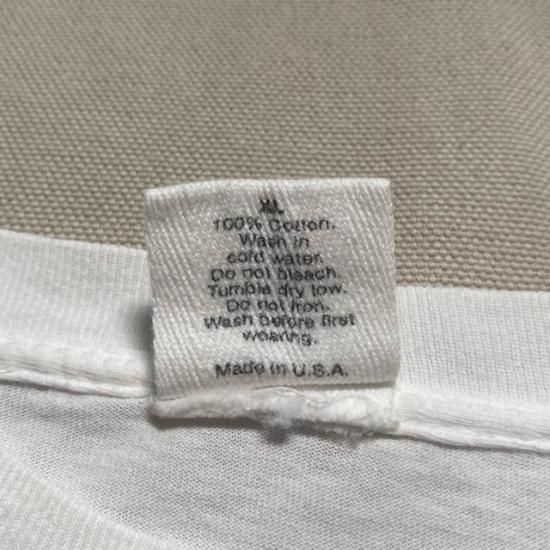 XL
100% Cotton.
Wash in
cold water.
Do not bleach.
Tumble dry low.
Do not iron.
Wash before first
wearing.
Made in U.S.A.